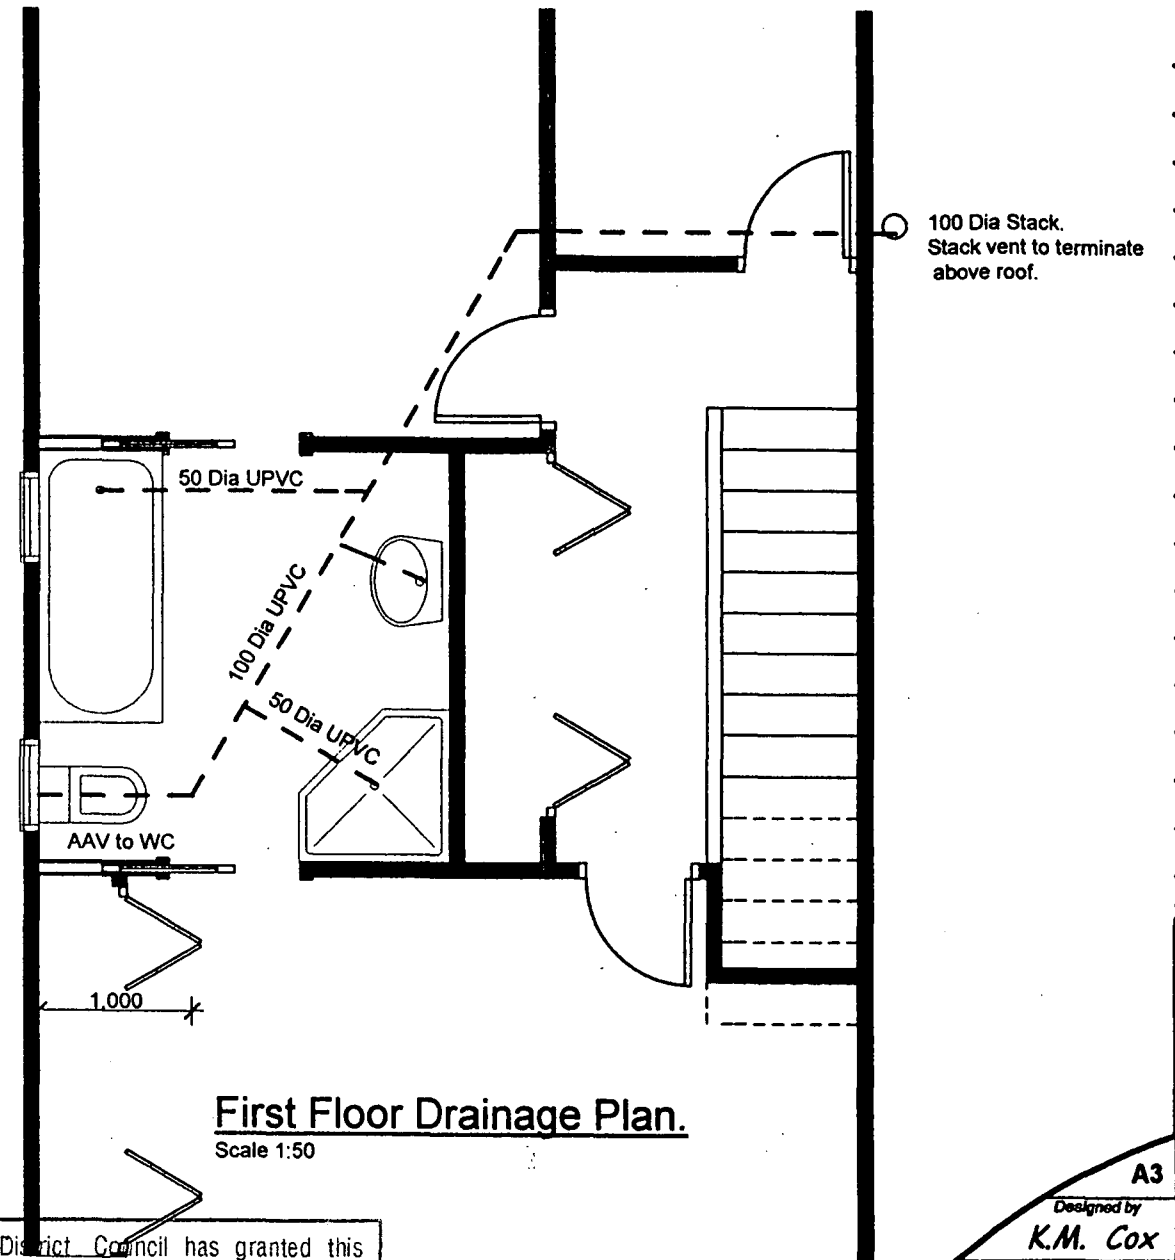 100 Dia Stack.
Stack vent to terminate
above roof.
50 Dia UPVC
100 Dia UPVC
50 Dia UPVC
AAV to WC
1,000
First Floor Drainage Plan.
Scale 1:50
A3
Designed by
K.M. Cox
District Council has granted this